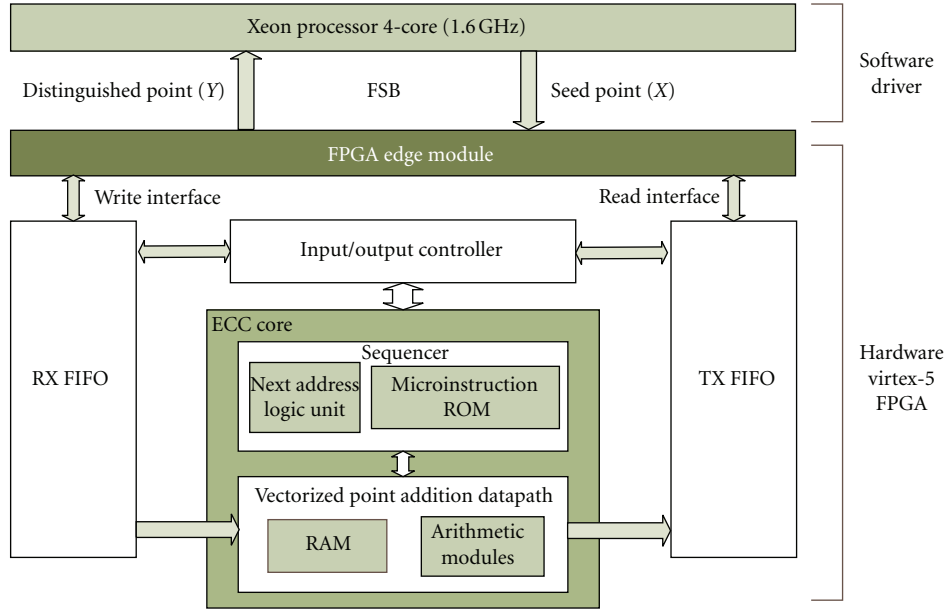 Xeon processor 4-core (1.6 GHz)
Distinguished point (Y)
FSB
Seed point (X)
Software
driver
FPGA edge module
Write interface
Read interface
Input/output controller
RX FIFO
TX FIFO
ECC core
Sequencer
Next address
logic unit
Microinstruction
ROM
Vectorized point addition datapath
RAM
Arithmetic
modules
Hardware
virtex-5
FPGA